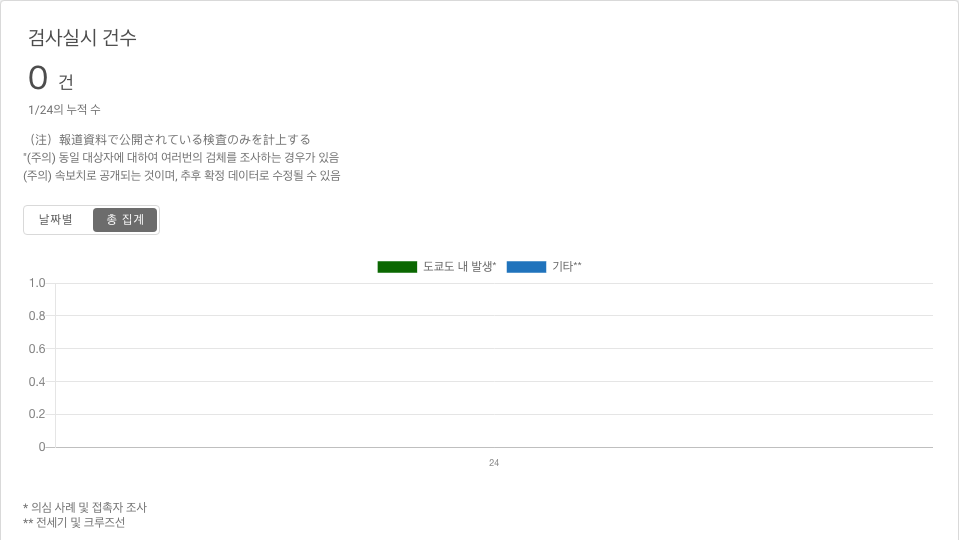 검사실시 건수
0 건
1/24의 누적 수
（注）報道資料で公開されている検査のみを計上する
"(주의) 동일 대상자에 대하여 여러번의 검체를 조사하는 경우가 있음
(주의) 속보치로 공개되는 것이며, 추후 확정 데이터로 수정될 수 있음
날짜별 총 집계
도쿄도 내 발생* 기타**
1.0
0.8
0.6
0.4
0.2
0
24
* 의심 사례 및 접촉자 조사
** 전세기 및 크루즈선